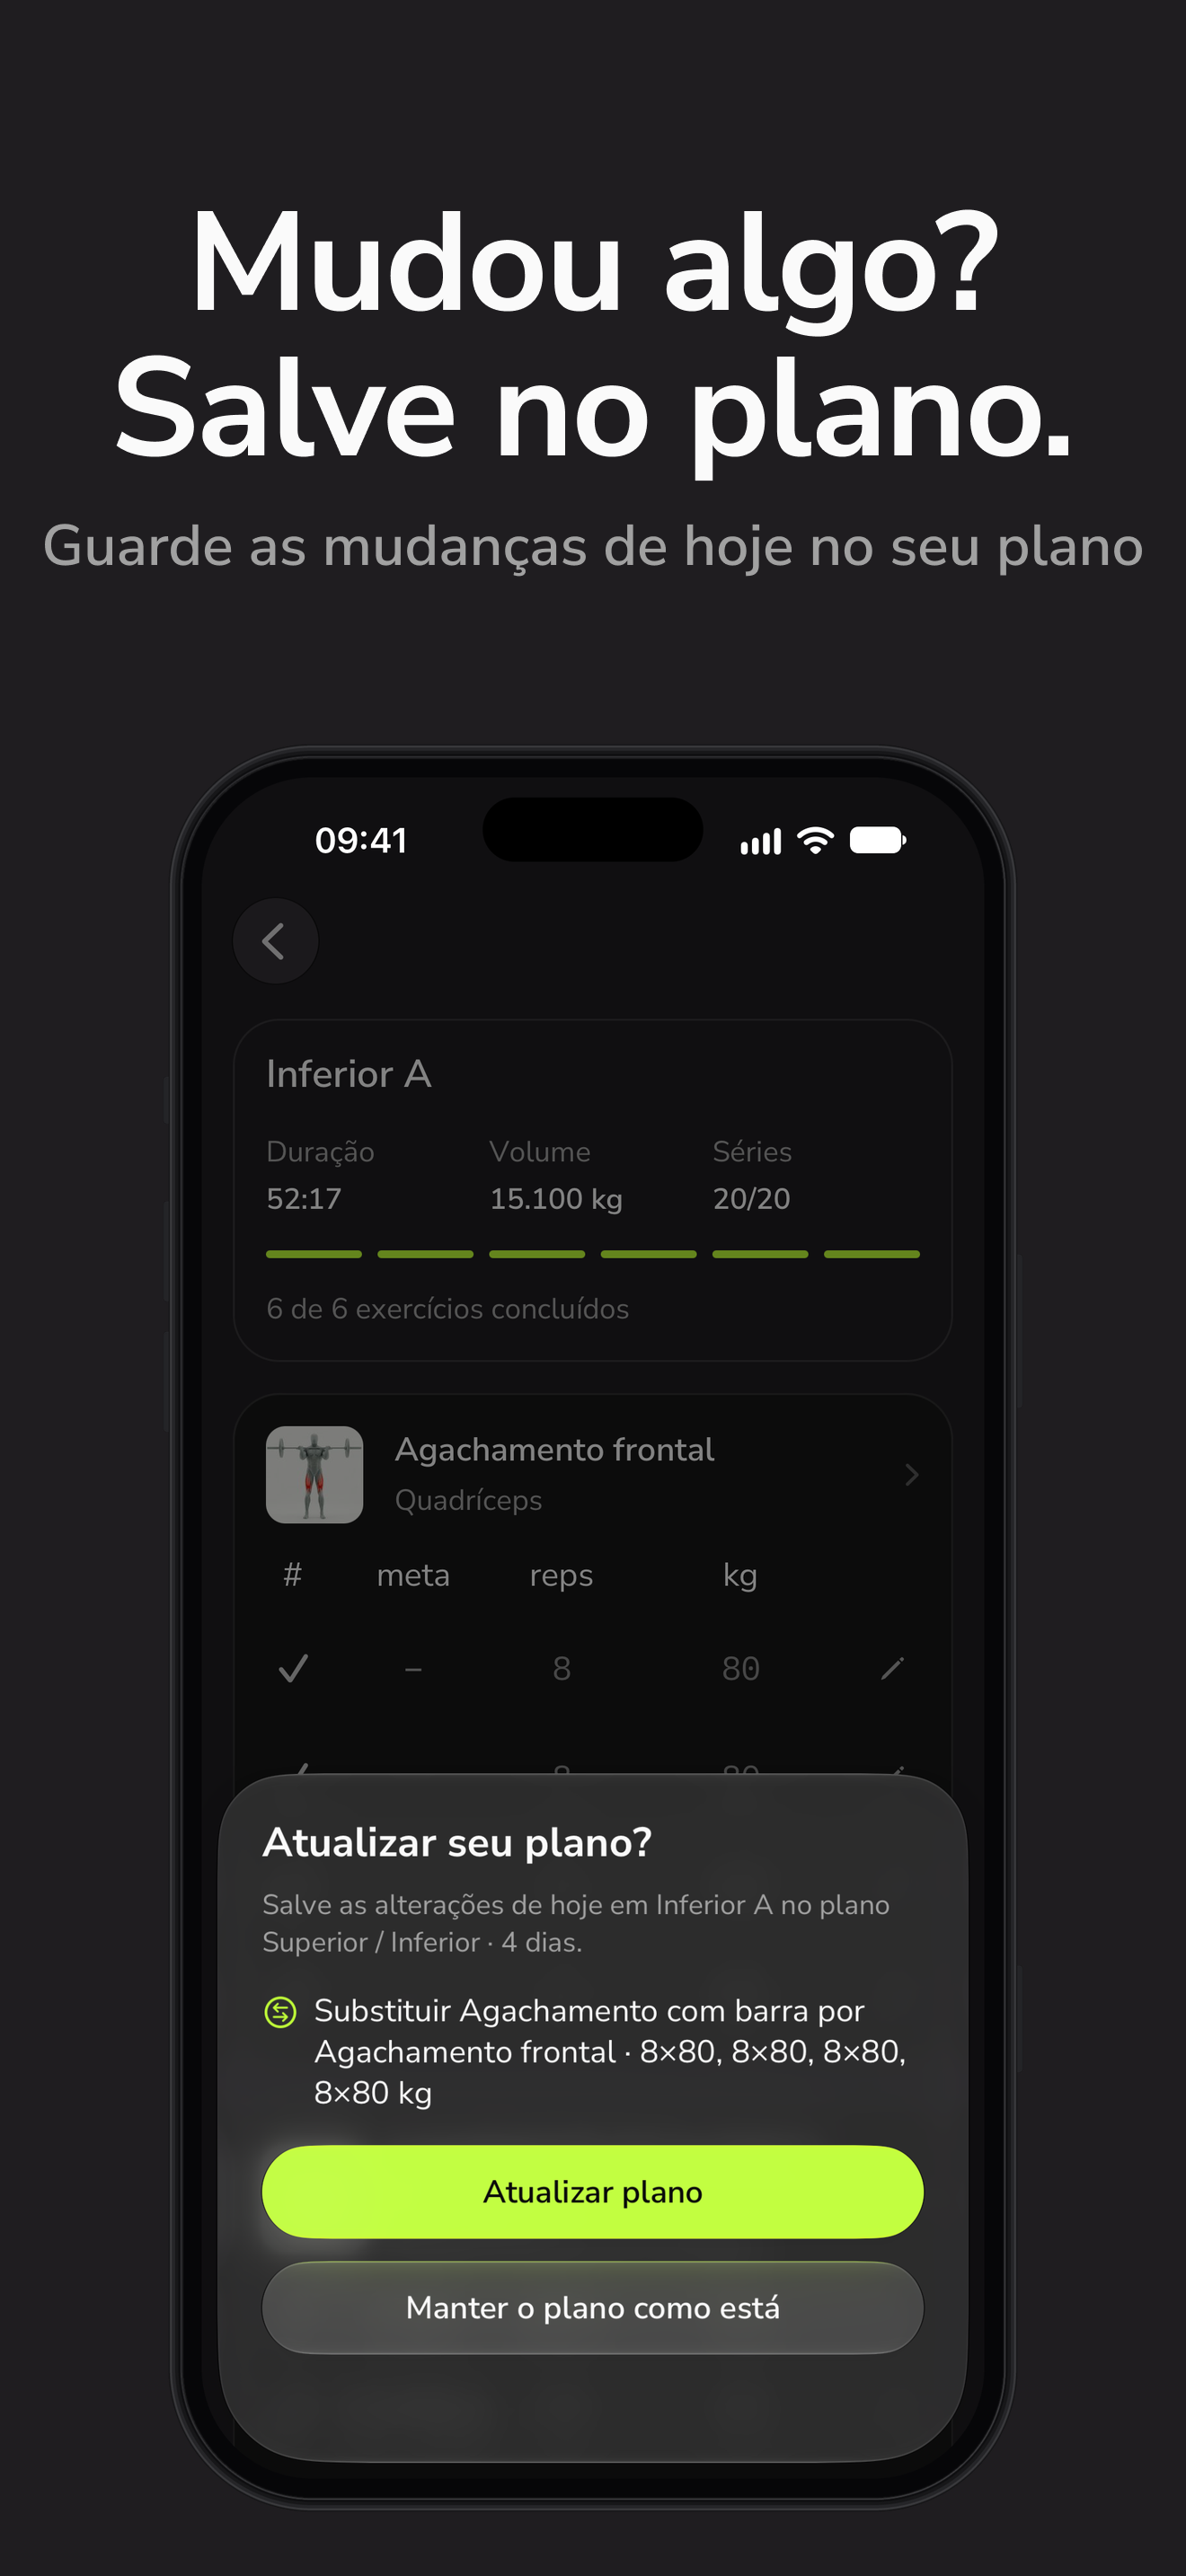 Mudou algo?
Salve no plano.
Guarde as mudanças de hoje no seu plano
09:41
Inferior A
Duração Volume Séries
52:17 15.100 kg 20/20
6 de 6 exercícios concluídos
Agachamento frontal
Quadríceps
# meta reps kg
– 8 80
8 80
Atualizar seu plano?
Salve as alterações de hoje em Inferior A no plano
Superior / Inferior · 4 dias.
Substituir Agachamento com barra por
Agachamento frontal · 8×80, 8×80, 8×80,
8×80 kg
Atualizar plano
Manter o plano como está